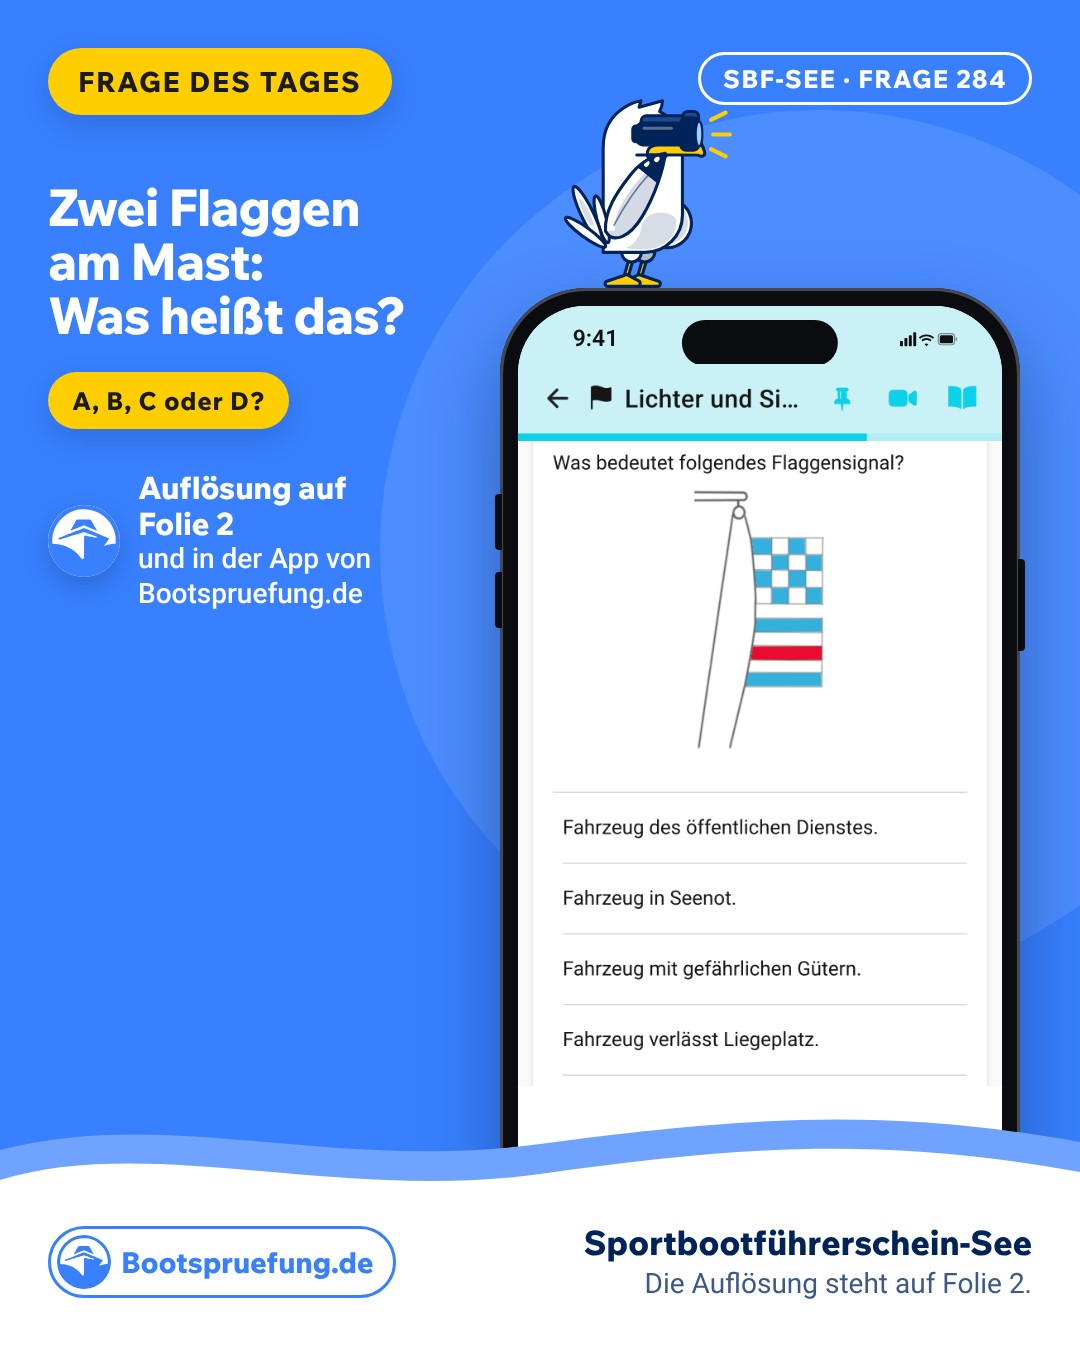 FRAGE DES TAGES
SBF-SEE · FRAGE 284
Zwei Flaggen
am Mast:
Was heißt das?
A, B, C oder D?
Auflösung auf
Folie 2
und in der App von
Bootspruefung.de
9:41
Lichter und Si...
Was bedeutet folgendes Flaggensignal?
Fahrzeug des öffentlichen Dienstes.
Fahrzeug in Seenot.
Fahrzeug mit gefährlichen Gütern.
Fahrzeug verlässt Liegeplatz.
Bootspruefung.de
Sportbootführerschein-See
Die Auflösung steht auf Folie 2.